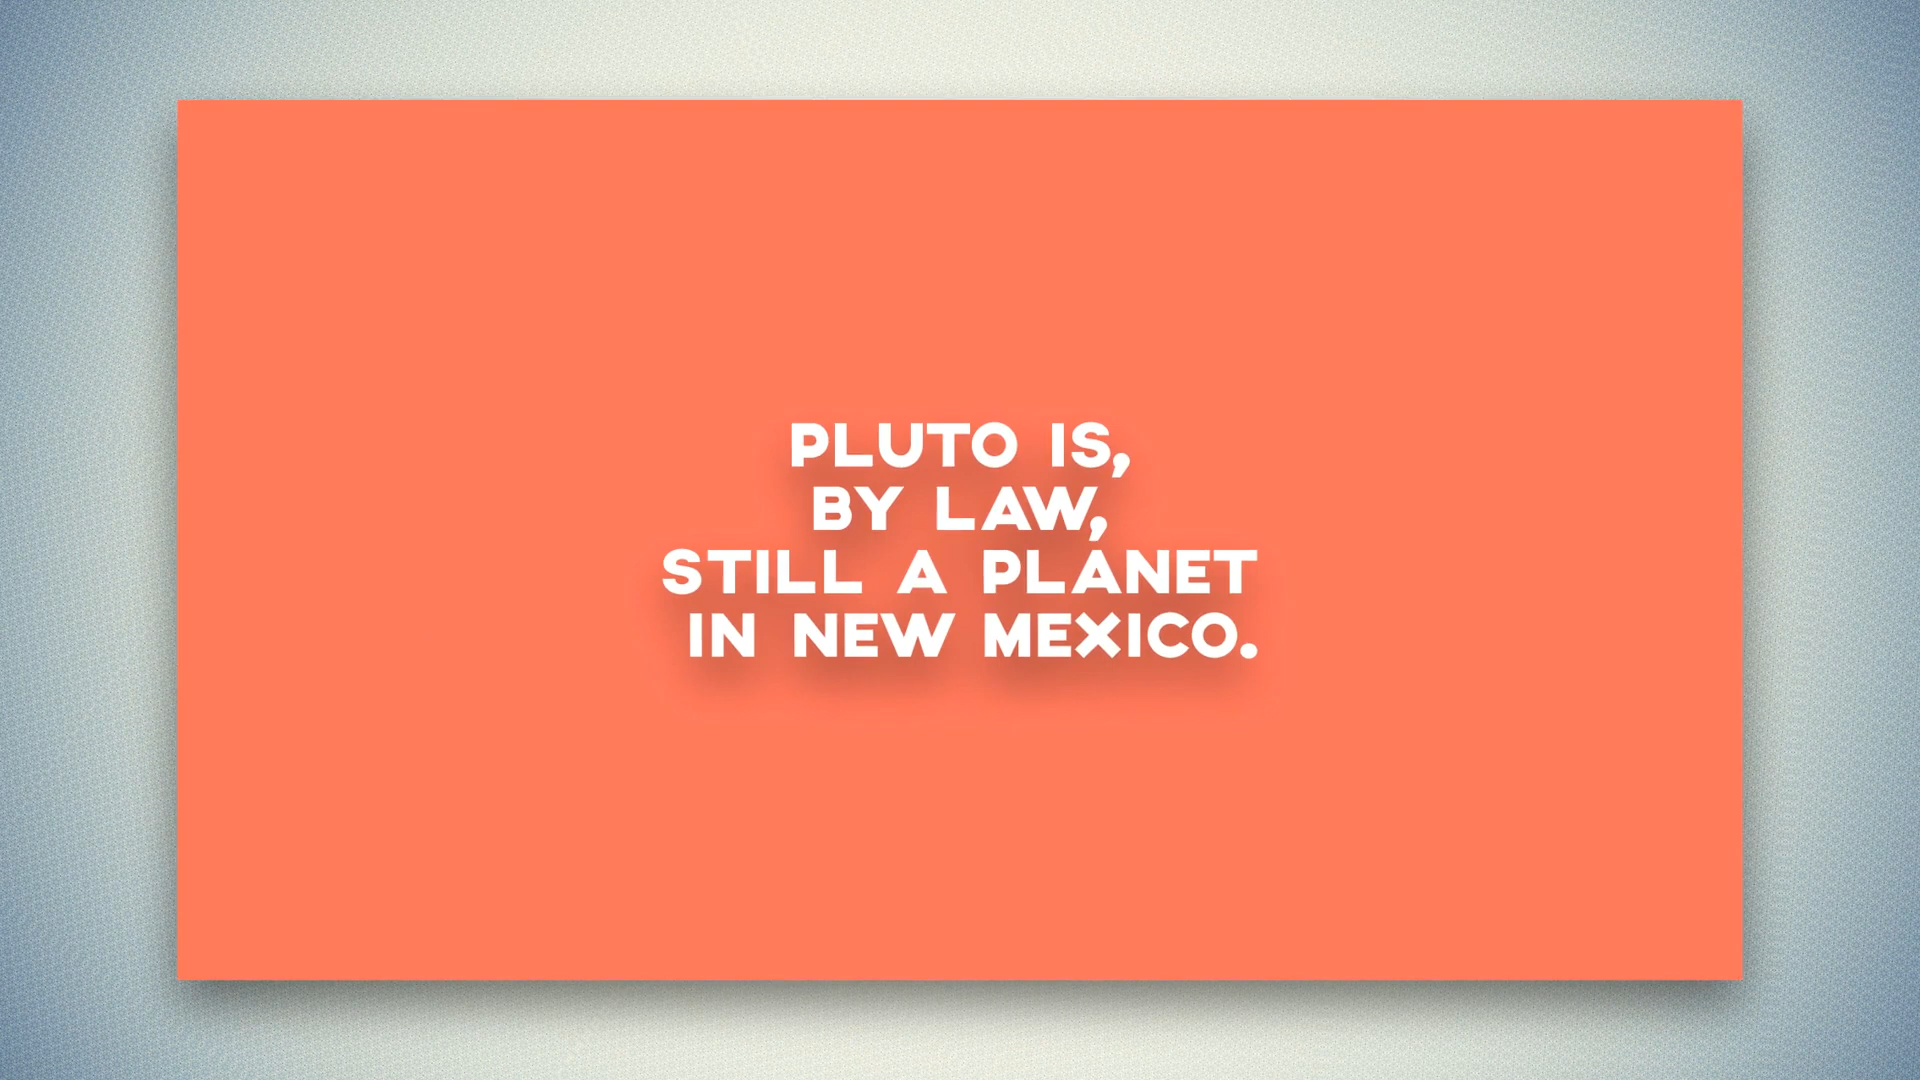 PLUTO IS,
BY LAW,
STILL A PLANET
IN NEW MEXICO.